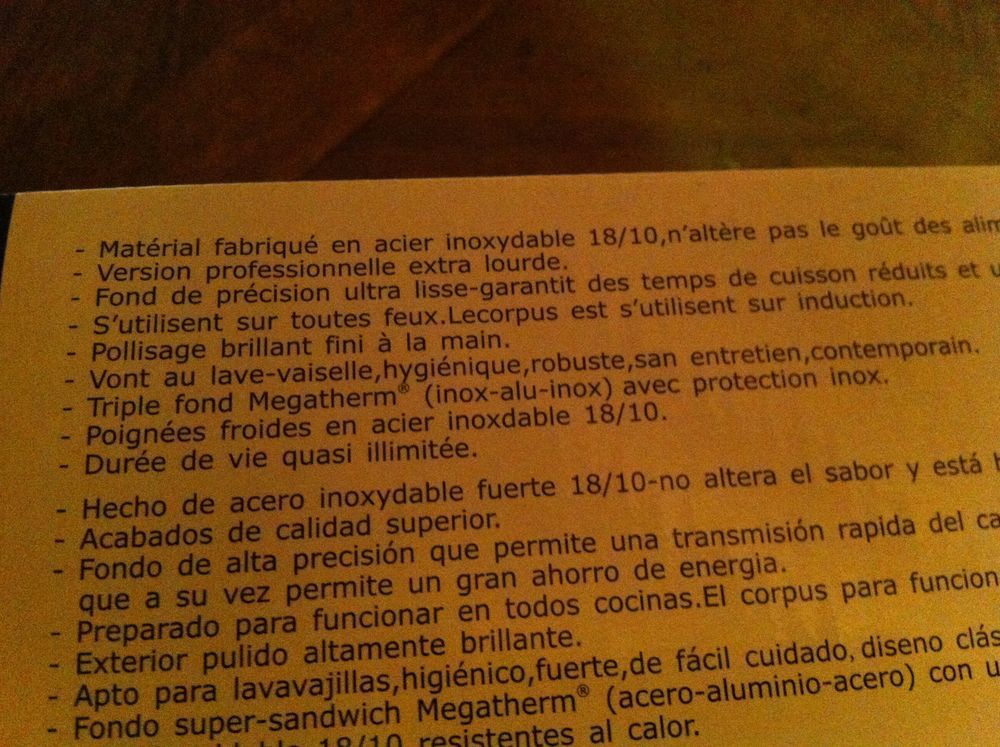 - Matérial fabriqué en acier inoxydable 18/10,n'altère pas le goût des
- Version professionnelle extra lourde.
- Fond de précision ultra lisse-garantit des temps de cuisson réduits et
- S'utilisent sur toutes feux.Lecorpus est s'utilisent sur induction.
- Pollisage brillant fini à la main.
- Vont au lave-vaiselle,hygiénique,robuste,san entretien,contemporain.
- Triple fond Megatherm® (inox-alu-inox) avec protection inox.
- Poignées froides en acier inoxdable 18/10.
- Durée de vie quasi illimitée.
- Hecho de acero inoxydable fuerte 18/10-no altera el sabor y está
- Acabados de calidad superior.
- Fondo de alta precisión que permite una transmisión rapida del
que a su vez permite un gran ahorro de energia.
- Preparado para funcionar en todos cocinas.El corpus para
- Exterior pulido altamente brillante.
- Apto para lavavajillas,higiénico,fuerte,de fácil cuidado, diseno
- Fondo super-sandwich Megatherm® (acero-aluminio-acero) con
18/10 resistentes al calor.